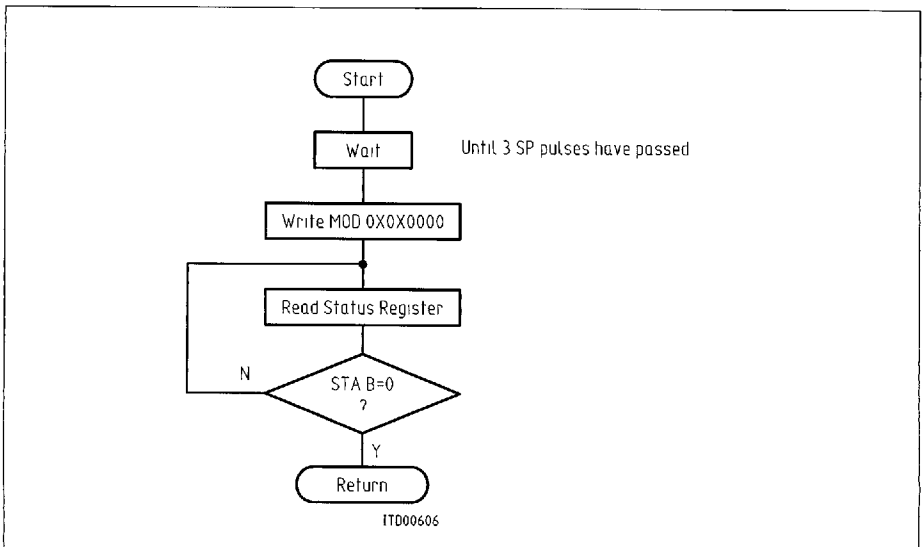 Start
Wait
Until 3 SP pulses have passed
Write MOD 0X0X0000
Read Status Register
N
STA B=0
?
Y
Return
ITD00606